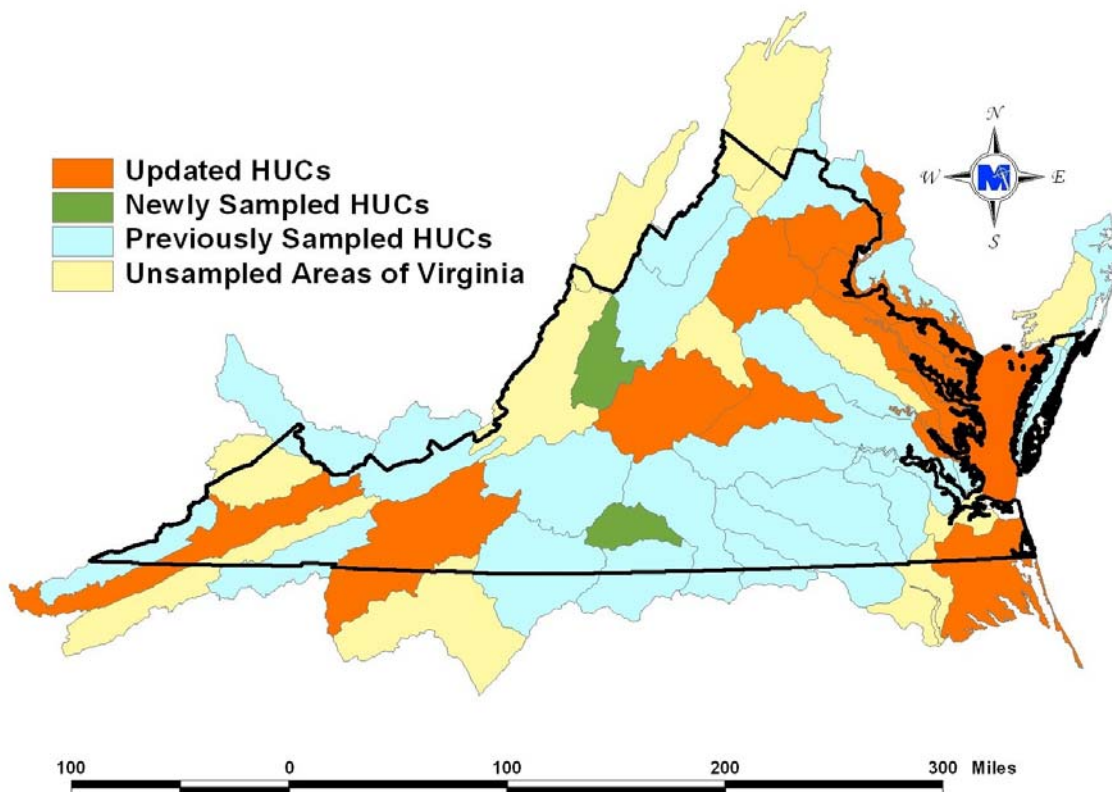 N
W
M
E
S
Updated HUCs
Newly Sampled HUCs
Previously Sampled HUCs
Unsampled Areas of Virginia
100 0 100 200 300 Miles